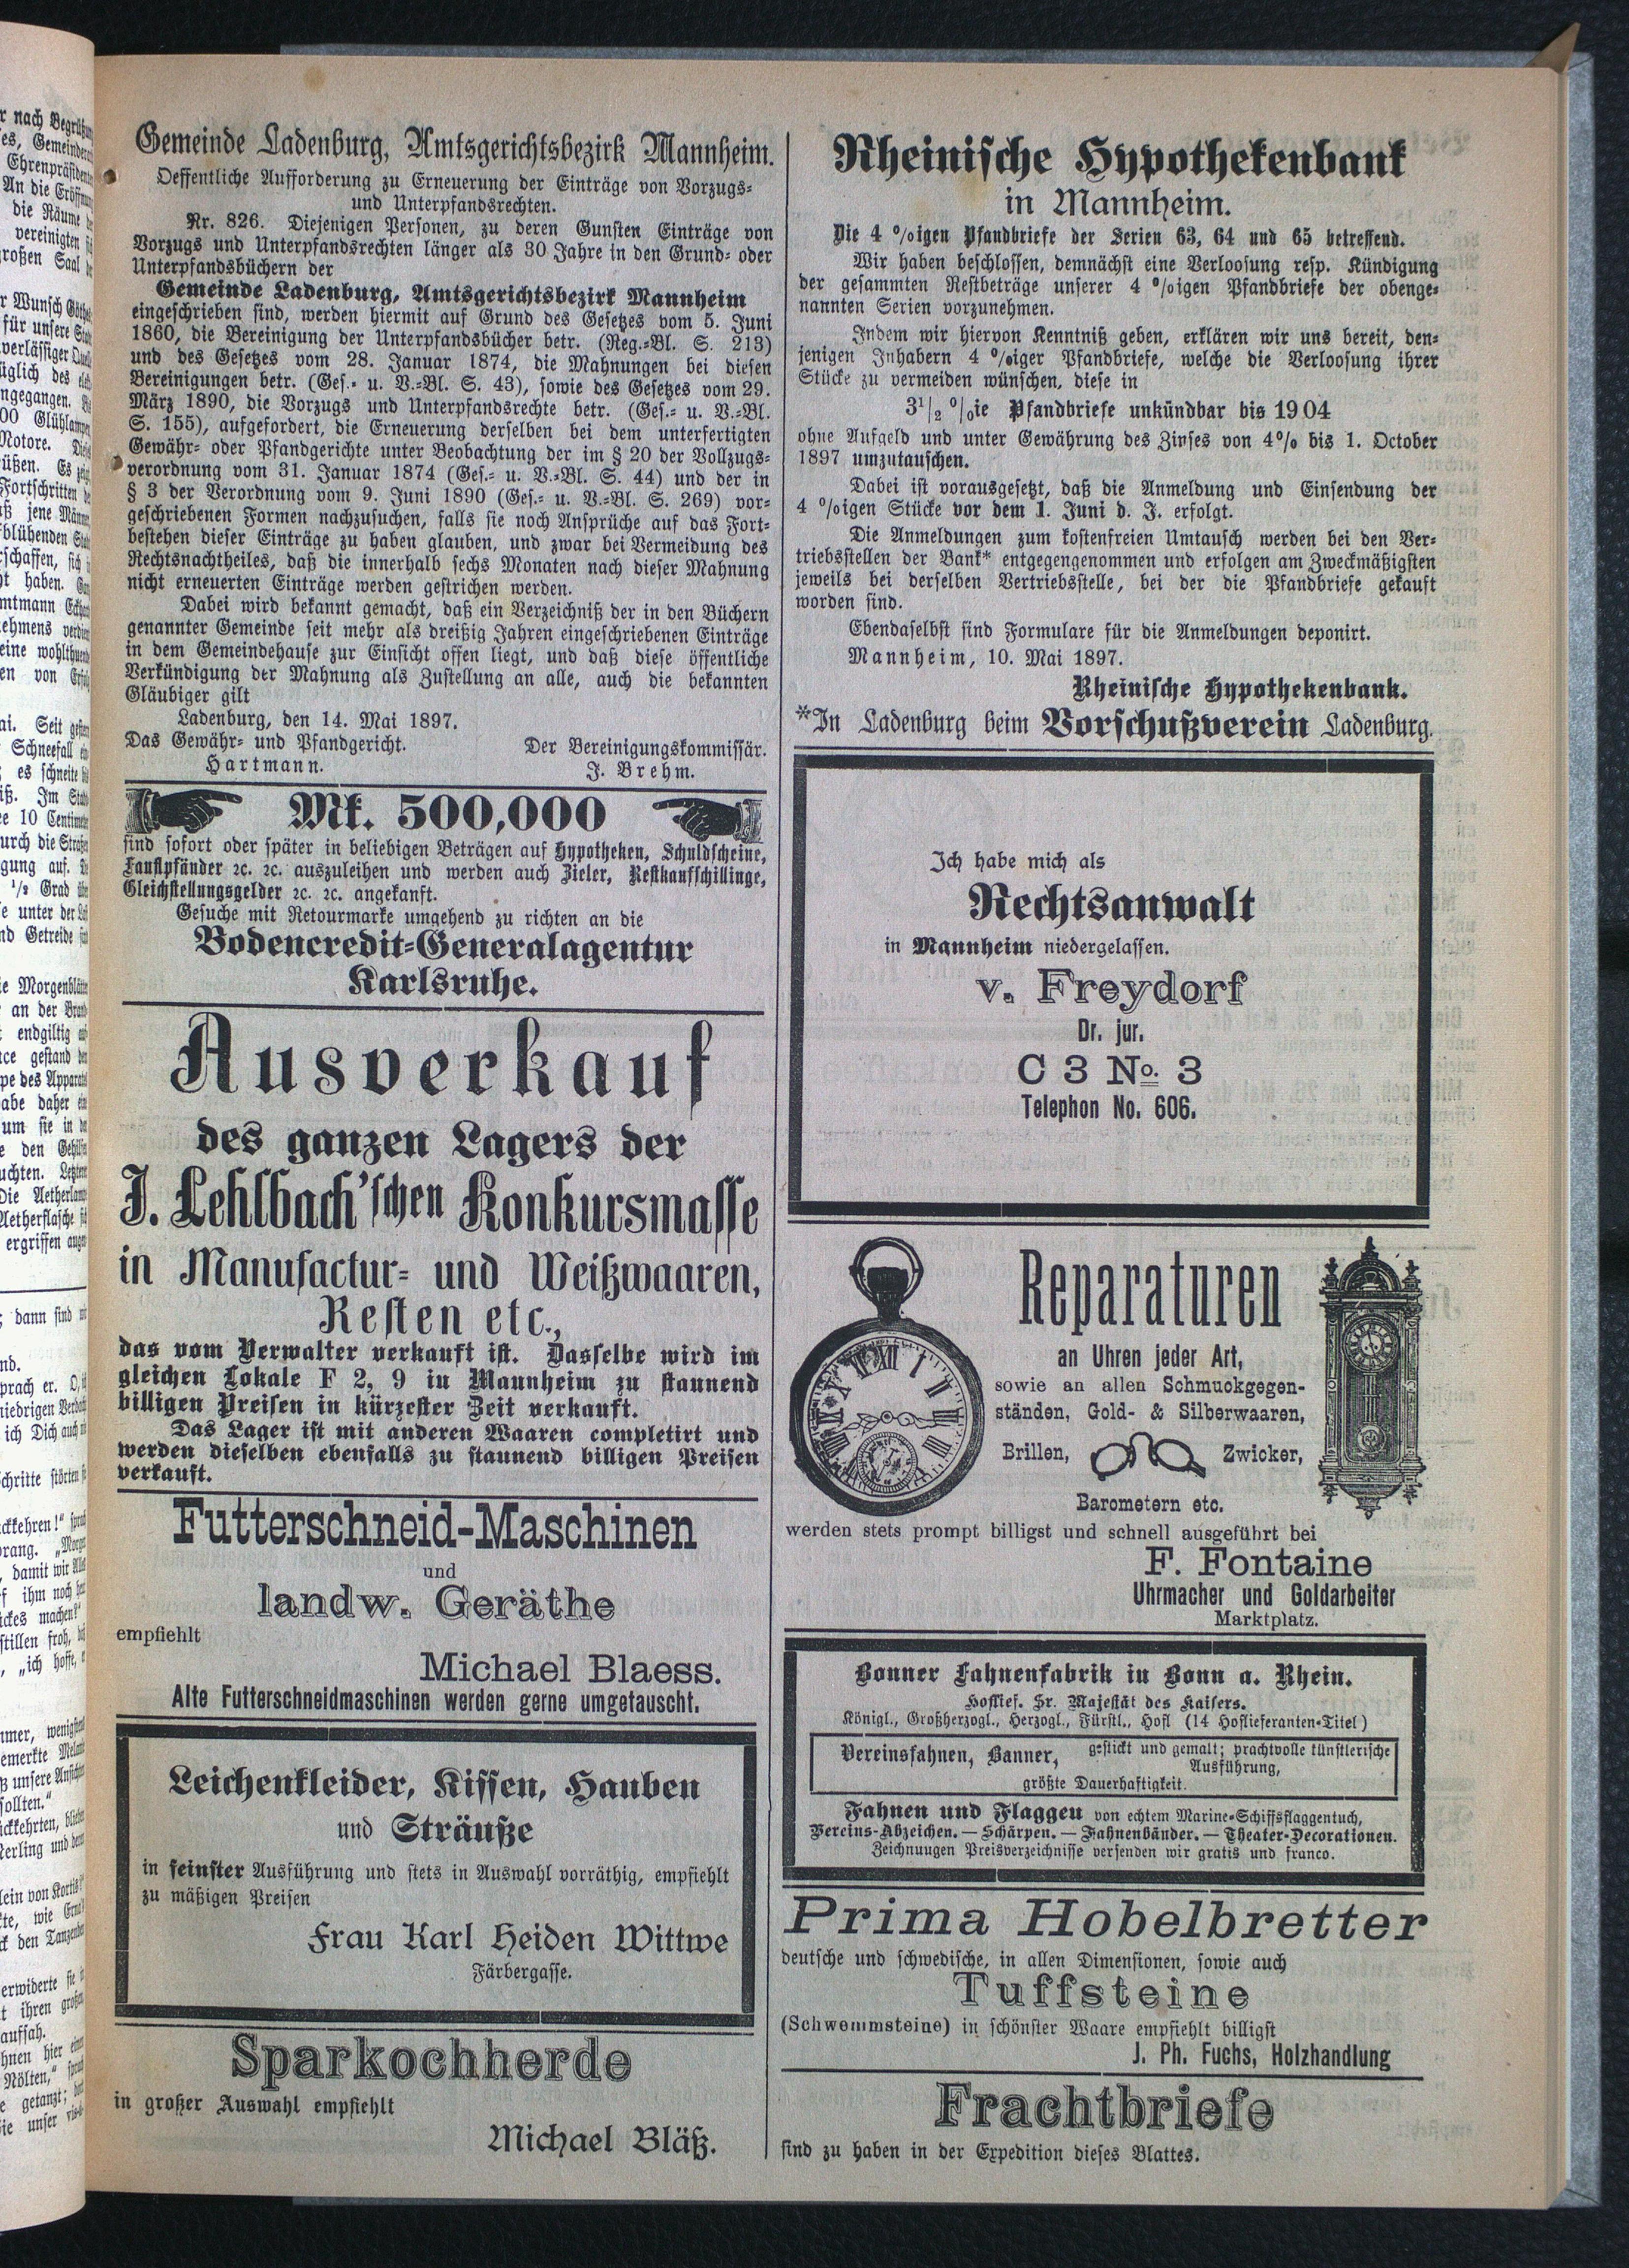 Gemeinde Ladenburg, Amtsgerichtsbezirk Mannheim.
Oeffentliche Aufforderung zu Erneuerung der Einträge von Vorzugs-
und Unterpfandsrechten.
Nr. 826. Diejenigen Personen, zu deren Gunsten Einträge von
Vorzugs und Unterpfandsrechten länger als 30 Jahre in den Grund- oder
Unterpfandsbüchern der
Gemeinde Ladenburg, Amtsgerichtsbezirk Mannheim
eingeschrieben sind, werden hiermit auf Grund des Gesetzes vom 5. Juni
1860, die Bereinigung der Unterpfandsbücher betr. (Reg.-Bl. S. 213)
und des Gesetzes vom 28. Januar 1874, die Mahnungen bei diesen
Bereinigungen betr. (Ges.- u. V.-Bl. S. 43), sowie des Gesetzes vom 29.
März 1890, die Vorzugs und Unterpfandsrechte betr. (Ges.- u. V.-Bl.
S. 155), aufgefordert, die Erneuerung derselben bei dem unterfertigten
Gewähr- oder Pfandgerichte unter Beobachtung der im § 20 der Vollzugs-
verordnung vom 31. Januar 1874 (Ges.- u. V.-Bl. S. 44) und der in
§ 3 der Verordnung vom 9. Juni 1890 (Ges.- u. V.-Bl. S. 269) vor-
geschriebenen Formen nachzusuchen, falls sie noch Ansprüche auf das Fort-
bestehen dieser Einträge zu haben glauben, und zwar bei Vermeidung des
Rechtsnachtheiles, daß die innerhalb sechs Monaten nach dieser Mahnung
nicht erneuerten Einträge werden gestrichen werden.
Dabei wird bekannt gemacht, daß ein Verzeichniß der in den Büchern
genannter Gemeinde seit mehr als dreißig Jahren eingeschriebenen Einträge
in dem Gemeindehause zur Einsicht offen liegt, und daß diese öffentliche
Verkündigung der Mahnung als Zustellung an alle, auch die bekannten
Gläubiger gilt
Ladenburg, den 14. Mai 1897.
Das Gewähr- und Pfandgericht. Der Bereinigungskommissär.
Hartmann. J. Brehm.
Mk. 500,000
sind sofort oder später in beliebigen Beträgen auf Hypotheken, Schuldscheine,
Faustpfänder ꝛc. ꝛc. auszuleihen und werden auch Zieler, Restkaufschillinge,
Gleichstellungsgelder ꝛc. ꝛc. angekauft.
Gesuche mit Retourmarke umgehend zu richten an die
Bodencredit-Generalagentur
Karlsruhe.
Ausverkauf
des ganzen Lagers der
J. Lehlbach'schen Konkursmasse
in Manufactur- und Weißwaaren,
Resten etc.,
das vom Verwalter verkauft ist. Dasselbe wird im
gleichen Lokale F 2, 9 in Mannheim zu staunend
billigen Preisen in kürzester Zeit verkauft.
Das Lager ist mit anderen Waaren completirt und
werden dieselben ebenfalls zu staunend billigen Preisen
verkauft.
Futterschneid-Maschinen
und
landw. Geräthe
empfiehlt
Michael Blaess.
Alte Futterschneidmaschinen werden gerne umgetauscht.
Leichenkleider, Kissen, Hauben
und Sträuße
in feinster Ausführung und stets in Auswahl vorräthig, empfiehlt
zu mäßigen Preisen
Frau Karl Heiden Wittwe
Färbergasse.
Sparkochherde
in großer Auswahl empfiehlt
Michael Bläß.
Rheinische Hypothekenbank
in Mannheim.
Die 4 %igen Pfandbriefe der Serien 63, 64 und 65 betreffend.
Wir haben beschlossen, demnächst eine Verloosung resp. Kündigung
der gesammten Restbeträge unserer 4 %igen Pfandbriefe der obenge-
nannten Serien vorzunehmen.
Indem wir hiervon Kenntniß geben, erklären wir uns bereit, den-
jenigen Inhabern 4 %iger Pfandbriefe, welche die Verloosung ihrer
Stücke zu vermeiden wünschen, diese in
3½ %ie Pfandbriefe unkündbar bis 1904
ohne Aufgeld und unter Gewährung des Zinses von 4% bis 1. October
1897 umzutauschen.
Dabei ist vorausgesetzt, daß die Anmeldung und Einsendung der
4 %igen Stücke vor dem 1. Juni d. J. erfolgt.
Die Anmeldungen zum kostenfreien Umtausch werden bei den Ver-
triebsstellen der Bank* entgegengenommen und erfolgen am Zweckmäßigsten
jeweils bei derselben Vertriebsstelle, bei der die Pfandbriefe gekauft
worden sind.
Ebendaselbst sind Formulare für die Anmeldungen deponirt.
Mannheim, 10. Mai 1897.
Rheinische Hypothekenbank.
*In Ladenburg beim Vorschußverein Ladenburg.
Ich habe mich als
Rechtsanwalt
in Mannheim niedergelassen.
v. Freydorf
Dr. jur.
C 3 No. 3
Telephon No. 606.
Reparaturen
an Uhren jeder Art,
sowie an allen Schmuckgegen-
ständen, Gold- & Silberwaaren,
Brillen, Zwicker,
Barometern etc.
werden stets prompt billigst und schnell ausgeführt bei
F. Fontaine
Uhrmacher und Goldarbeiter
Marktplatz.
Bonner Fahnenfabrik in Bonn a. Rhein.
Hoflief. Sr. Majestät des Kaisers.
Königl., Großherzogl., Herzogl., Fürstl., Hofl (14 Hoflieferanten-Titel)
Vereinsfahnen, Banner, gestickt und gemalt; prachtvolle künstlerische
Ausführung,
größte Dauerhaftigkeit.
Fahnen und Flaggen von echtem Marine-Schiffsflaggentuch,
Vereins-Abzeichen. — Schärpen. — Fahnenbänder. — Theater-Decorationen.
Zeichnungen Preisverzeichnisse versenden wir gratis und franco.
Prima Hobelbretter
deutsche und schwedische, in allen Dimensionen, sowie auch
Tuffsteine
(Schwemmsteine) in schönster Waare empfiehlt billigst
J. Ph. Fuchs, Holzhandlung
Frachtbriefe
sind zu haben in der Expedition dieses Blattes.